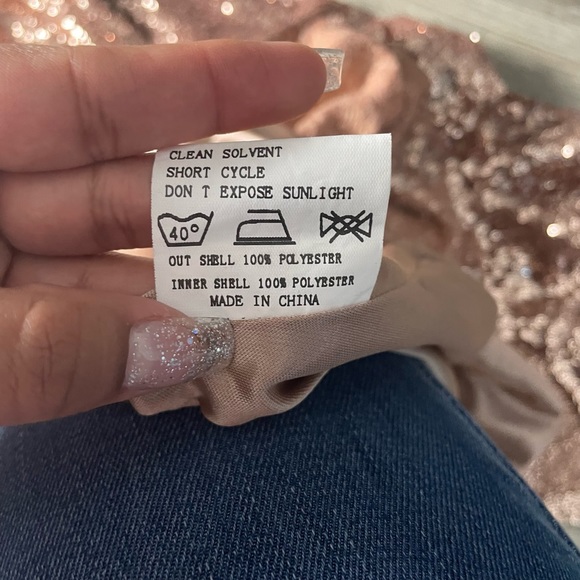 CLEAN SOLVENT
SHORT CYCLE
DON T EXPOSE SUNLIGHT
40°
OUT SHELL 100% POLYESTER
INNER SHELL 100% POLYESTER
MADE IN CHINA